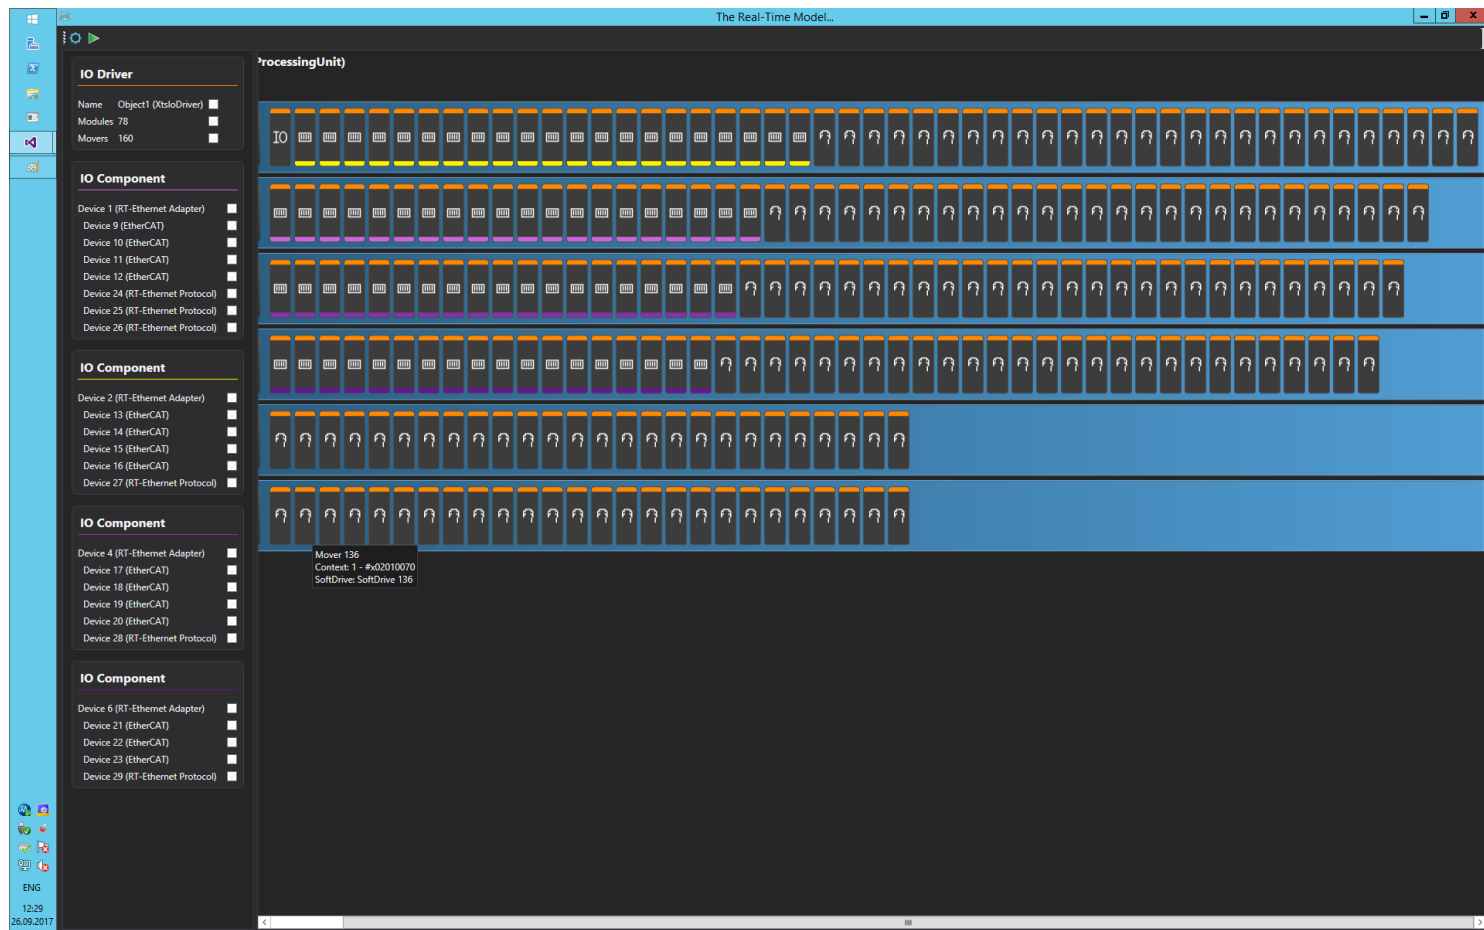 The Real-Time Model...
ProcessingUnit)
IO Driver
Name Object1 (XtsIoDriver)
Modules 78
Movers 160
IO Component
Device 1 (RT-Ethernet Adapter)
Device 9 (EtherCAT)
Device 10 (EtherCAT)
Device 11 (EtherCAT)
Device 12 (EtherCAT)
Device 24 (RT-Ethernet Protocol)
Device 25 (RT-Ethernet Protocol)
Device 26 (RT-Ethernet Protocol)
IO Component
Device 2 (RT-Ethernet Adapter)
Device 13 (EtherCAT)
Device 14 (EtherCAT)
Device 15 (EtherCAT)
Device 16 (EtherCAT)
Device 27 (RT-Ethernet Protocol)
IO Component
Device 4 (RT-Ethernet Adapter)
Device 17 (EtherCAT)
Device 18 (EtherCAT)
Device 19 (EtherCAT)
Device 20 (EtherCAT)
Device 28 (RT-Ethernet Protocol)
IO Component
Device 6 (RT-Ethernet Adapter)
Device 21 (EtherCAT)
Device 22 (EtherCAT)
Device 23 (EtherCAT)
Device 29 (RT-Ethernet Protocol)
IO
Mover 136
Context: 1 - #x02010070
SoftDrive: SoftDrive 136
ENG
12:29
26.09.2017